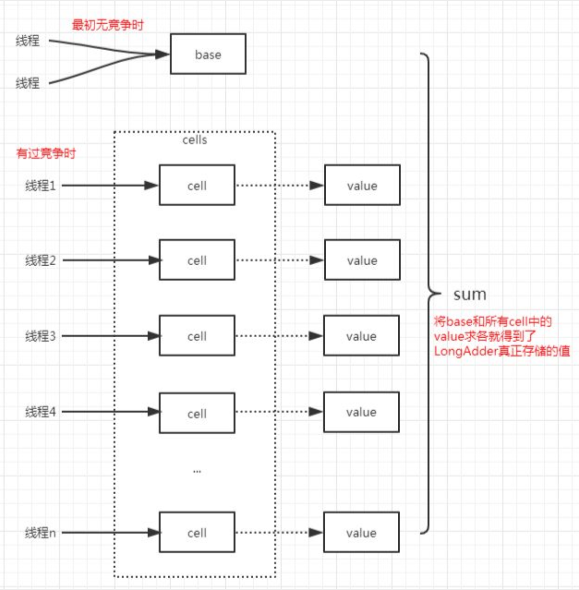 最初无竞争时
线程
base
线程
cells
有过竞争时
线程1
cell
value
线程2
cell
value
sum
将base和所有cell中的
value求各就得到了
LongAdder真正存储的值
线程3
cell
value
线程4
cell
value
...
线程n
cell
value